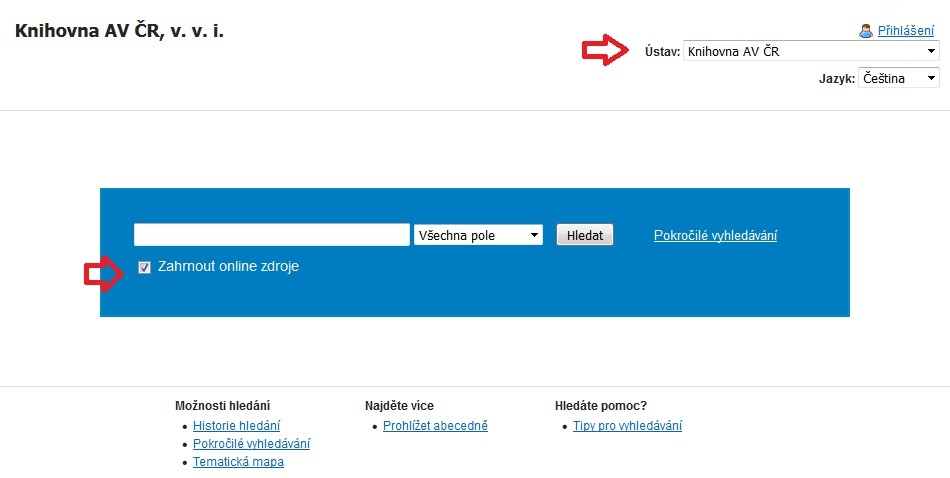 Knihovna AV ČR, v. v. i.
Přihlášení
Ústav: Knihovna AV ČR
Jazyk: Čeština
Všechna pole Hledat Pokročilé vyhledávání
Zahrnout online zdroje
Možnosti hledání Najděte více Hledáte pomoc?
Historie hledání Prohlížet abecedně Tipy pro vyhledávání
Pokročilé vyhledávání
Tematická mapa